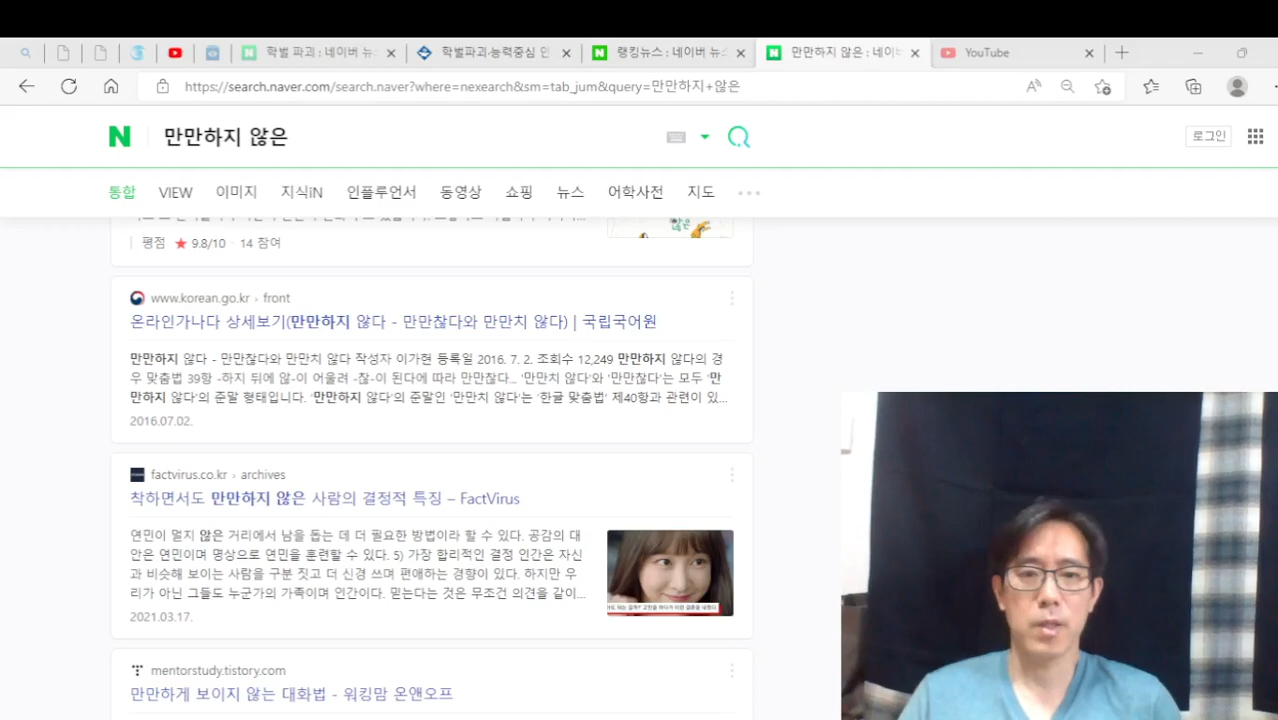 학벌 파괴 : 네이버 뉴
학벌파괴·능력중심 인
랭킹뉴스 : 네이버 뉴
만만하지 않은 : 네이버
YouTube
https://search.naver.com/search.naver?where=nexearch&sm=tab_jum&query=만만하지+않은
N 만만하지 않은
로그인
통합 VIEW 이미지 지식iN 인플루언서 동영상 쇼핑 뉴스 어학사전 지도
평점 ★ 9.8/10 · 14 참여
www.korean.go.kr › front
온라인가나다 상세보기(만만하지 않다 - 만만찮다와 만만치 않다) | 국립국어원
만만하지 않다 - 만만찮다와 만만치 않다 작성자 이가현 등록일 2016. 7. 2. 조회수 12,249 만만하지 않다의 경
우 맞춤법 39항 -하지 뒤에 않-이 어울려 -찮-이 된다에 따라 만만찮다... '만만치 않다'와 '만만찮다'는 모두 '만
만하지 않다'의 준말 형태입니다. '만만하지 않다'의 준말인 '만만치 않다'는 '한글 맞춤법' 제40항과 관련이 있...
2016.07.02.
factvirus.co.kr › archives
착하면서도 만만하지 않은 사람의 결정적 특징 – FactVirus
연민이 멀지 않은 거리에서 남을 돕는 데 더 필요한 방법이라 할 수 있다. 공감의 대
안은 연민이며 명상으로 연민을 훈련할 수 있다. 5) 가장 합리적인 결정 인간은 자신
과 비슷해 보이는 사람을 구분 짓고 더 신경 쓰며 편애하는 경향이 있다. 하지만 우
리가 아닌 그들도 누군가의 가족이며 인간이다. 믿는다는 것은 무조건 의견을 같이...
2021.03.17.
mentorstudy.tistory.com
만만하게 보이지 않는 대화법 - 워킹맘 온앤오프